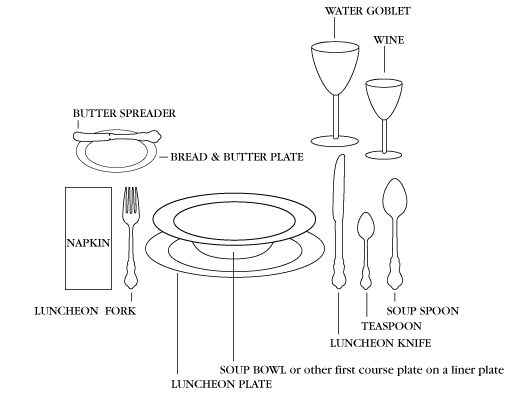 WATER GOBLET
WINE
BUTTER SPREADER
BREAD & BUTTER PLATE
NAPKIN
LUNCHEON FORK
SOUP SPOON
TEASPOON
LUNCHEON KNIFE
SOUP BOWL or other first course plate on a liner plate
LUNCHEON PLATE